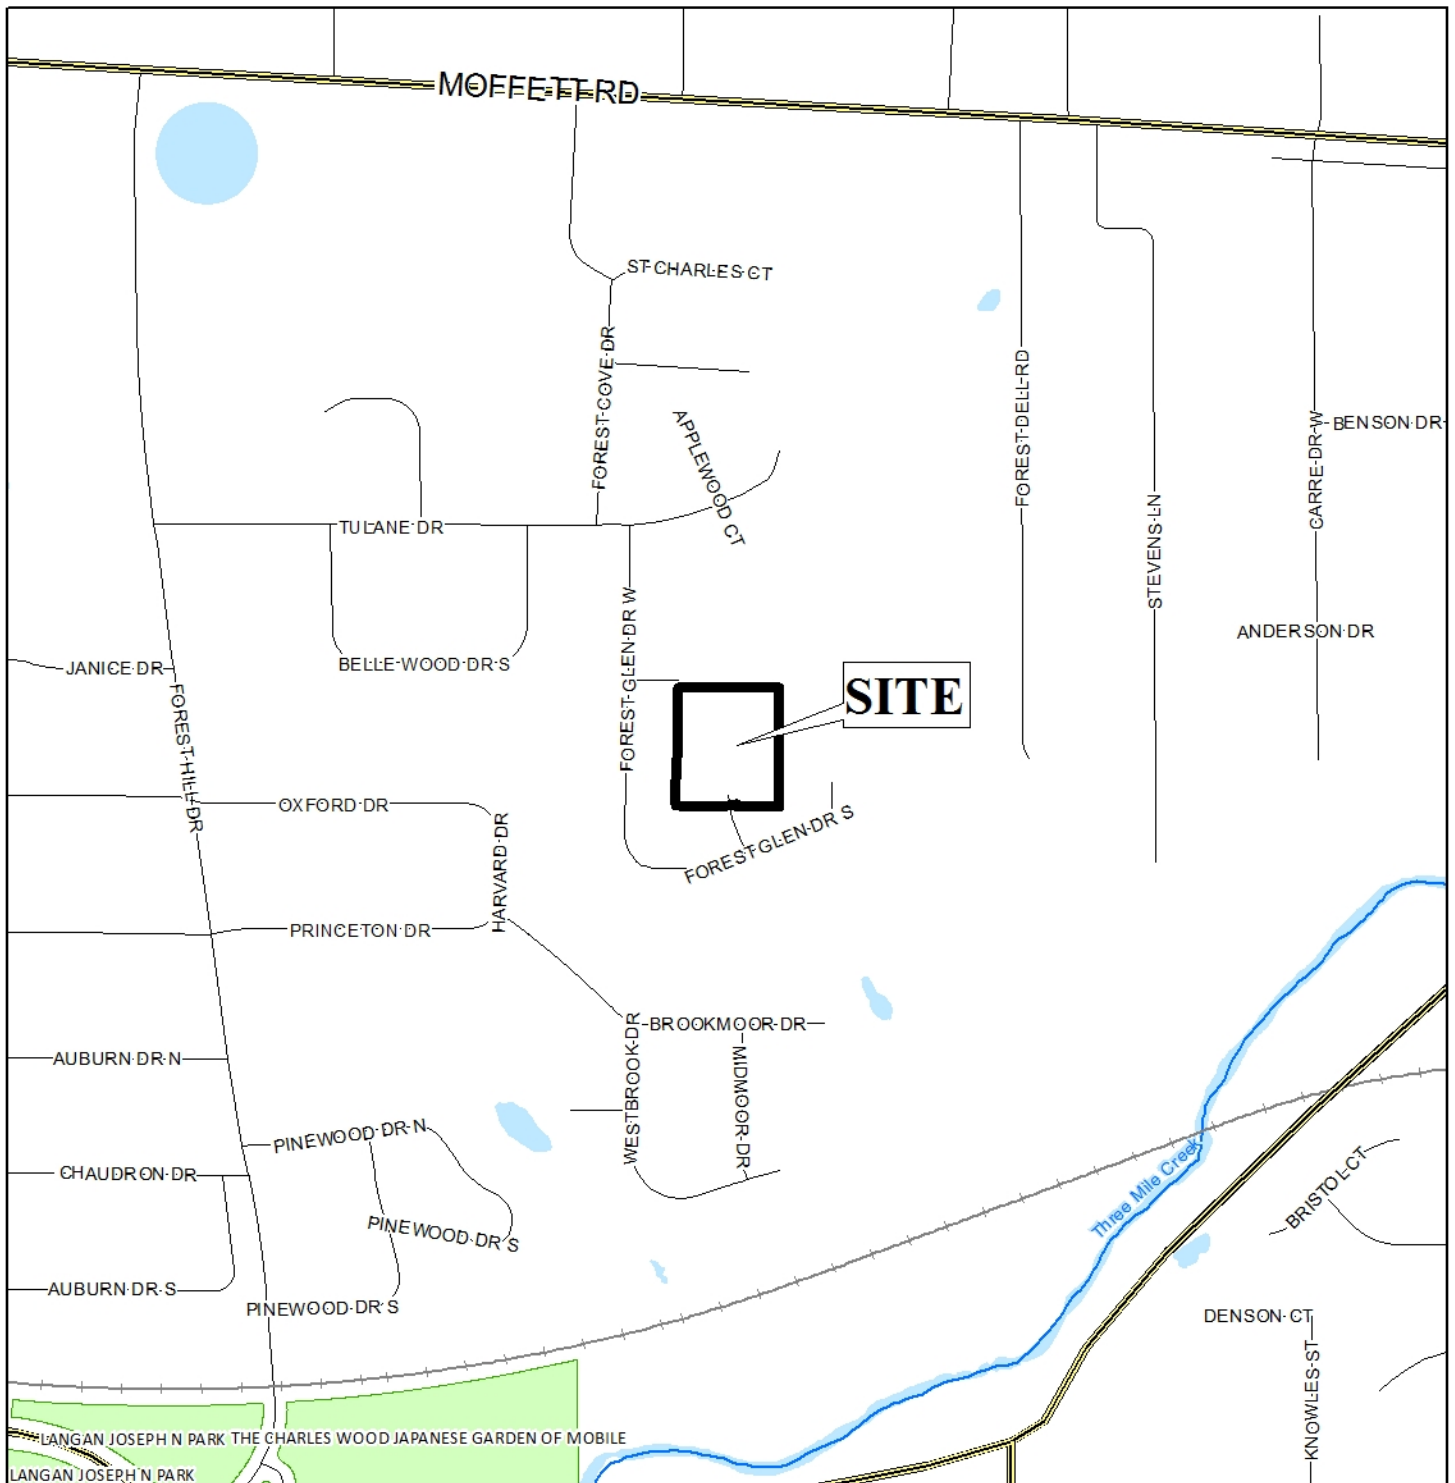 MOFFETT RD
ST CHARLES CT
FOREST COVE DR
APPLEWOOD CT
FOREST DELL RD
CARRE DR W
BENSON DR
TULANE DR
STEVENS LN
FOREST GLEN DR W
ANDERSON DR
BELLE WOOD DR S
JANICE DR
SITE
FOREST HILL DR
OXFORD DR
HARVARD DR
FOREST GLEN DR S
PRINCETON DR
WESTBROOK DR
BROOKMOOR DR
MIDMOOR DR
AUBURN DR N
PINEWOOD DR N
CHAUDRON DR
Three Mile Creek
BRISTOL CT
PINEWOOD DR S
AUBURN DR S
PINEWOOD DR S
DENSON CT
KNOWLES ST
LANGAN JOSEPH N PARK
THE CHARLES WOOD JAPANESE GARDEN OF MOBILE
LANGAN JOSEPH N PARK